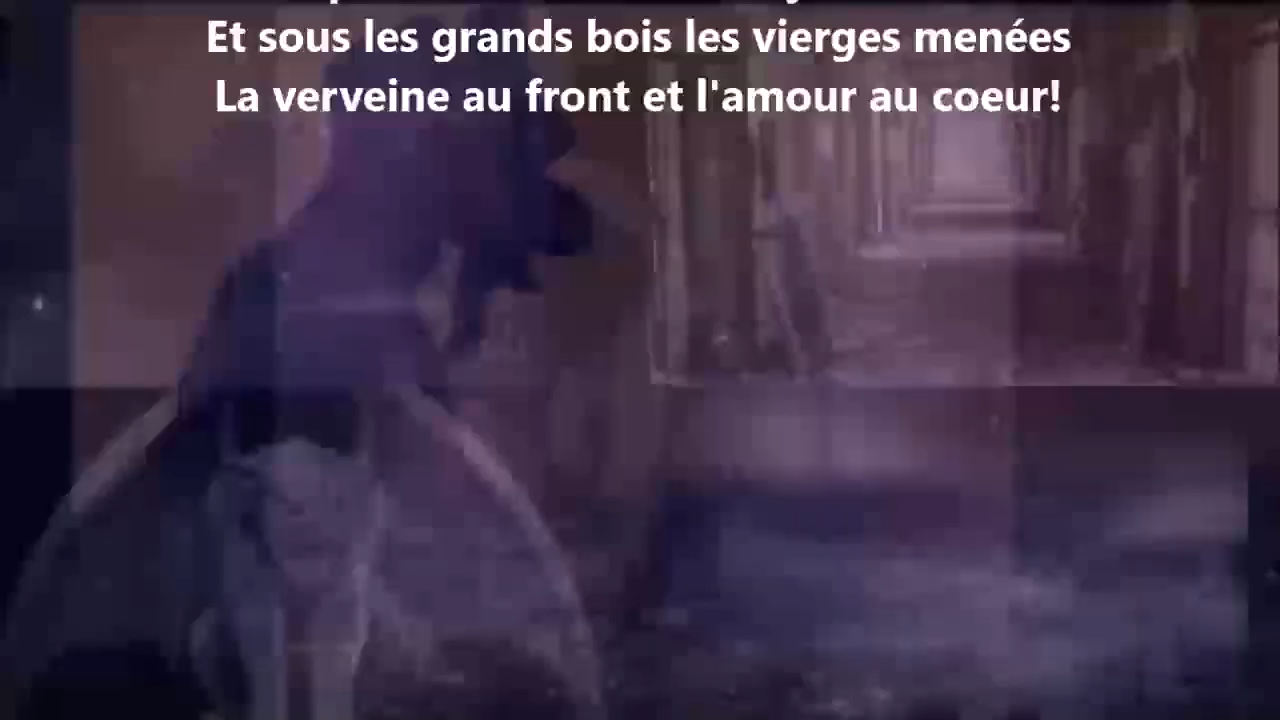 Et sous les grands bois les vierges menées
La verveine au front et l'amour au coeur!